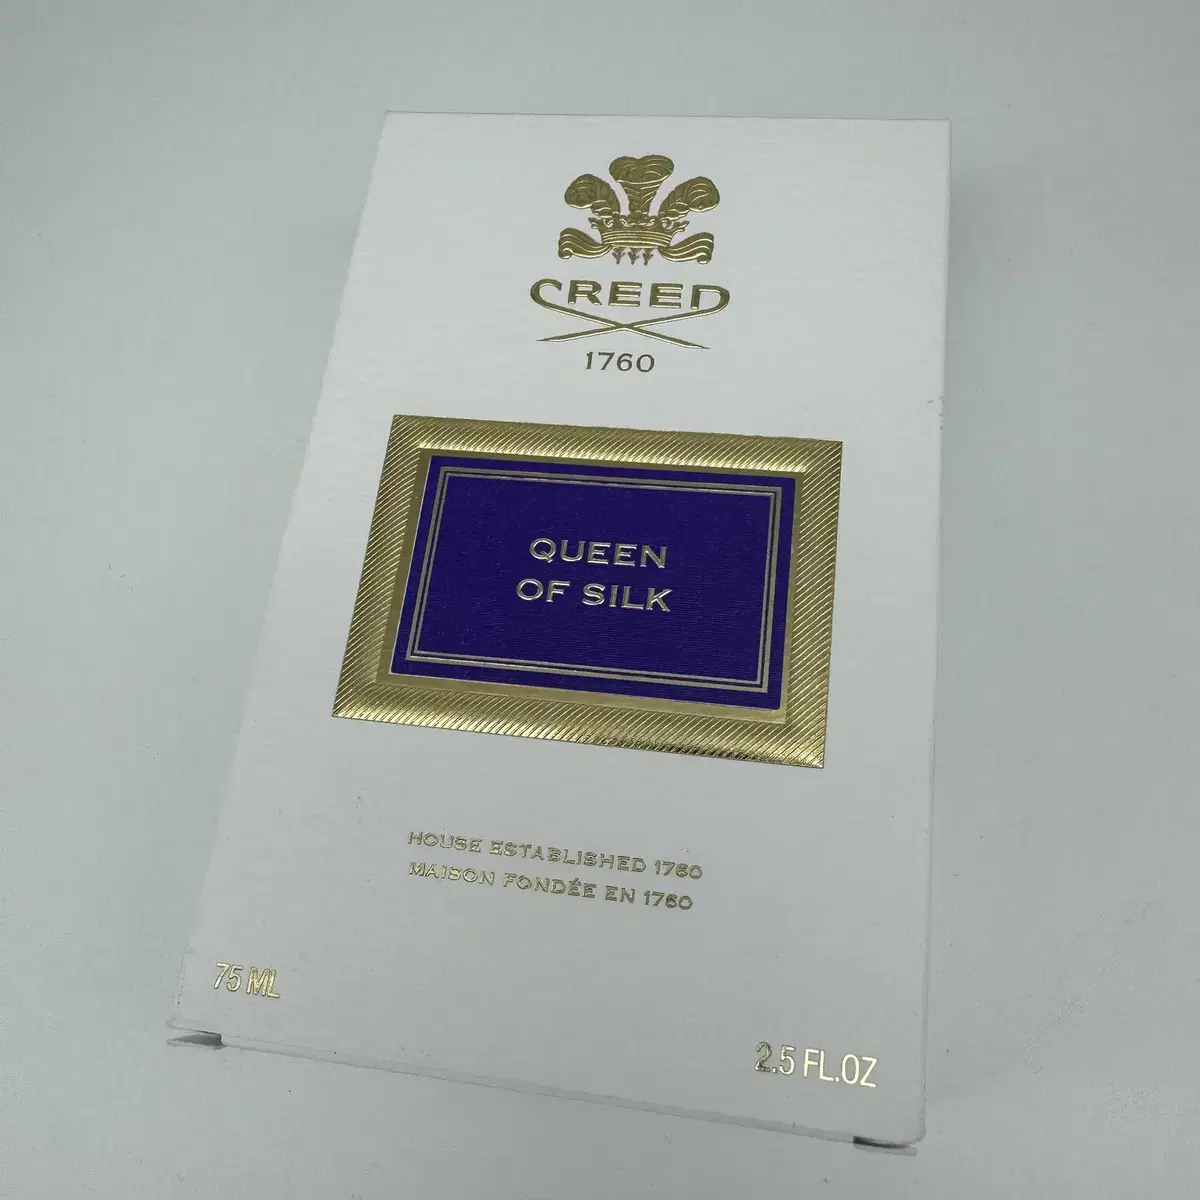 CREED
1760
QUEEN
OF SILK
HOUSE ESTABLISHED 1760
MAISON FONDÉE EN 1760
75 ML
2.5 FL.OZ